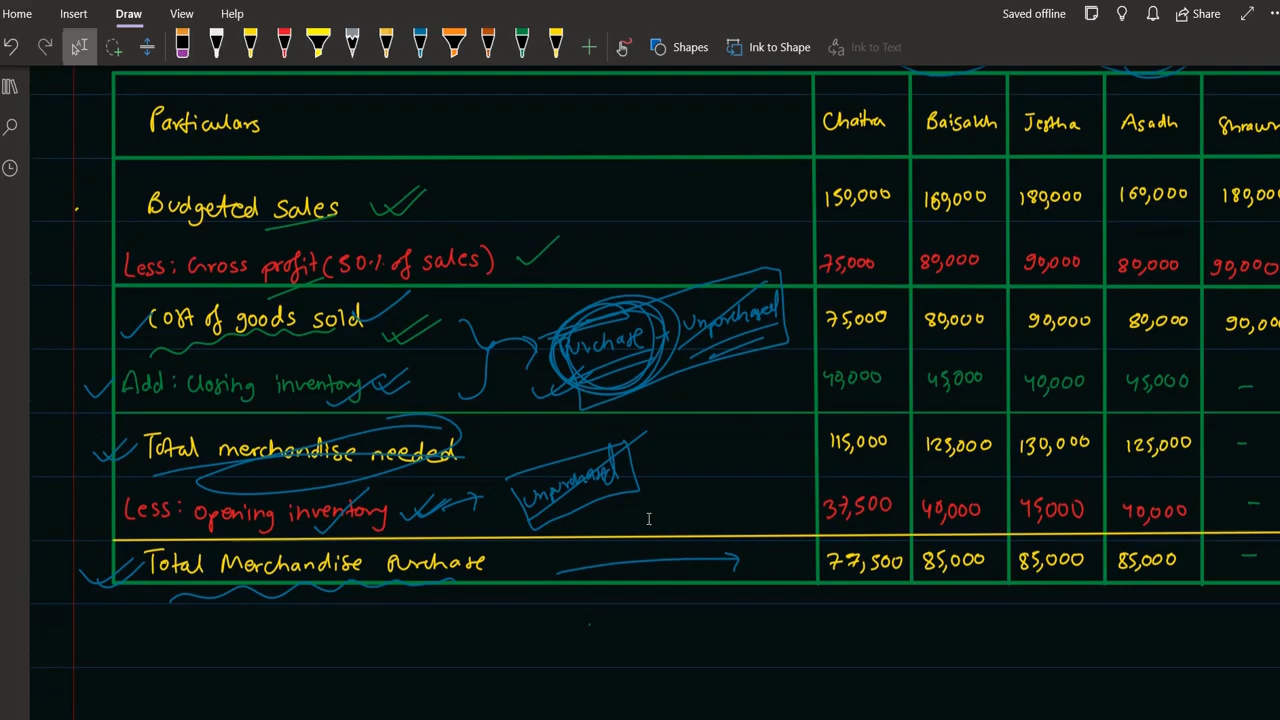 Home Insert Draw View Help Saved offline Share
Shapes Ink to Shape Ink to Text
Particulars Chaitra Baisakh Jestha Asadh Shrawn
Budgeted sales 150,000 160,000 180,000 160,000 180,00
Less: Gross profit (50% of sales) 75,000 80,000 90,000 80,000 90,000
Cost of goods sold 75,000 80,000 90,000 80,000 90,00
purchase + unpurchased
Add: Closing inventory 40,000 45,000 40,000 45,000 -
Total merchandise needed 115,000 125,000 130,000 125,000 -
unpurchased
Less: opening inventory 37,500 40,000 45,000 40,000 -
Total Merchandise purchase 77,500 85,000 85,000 85,000 -